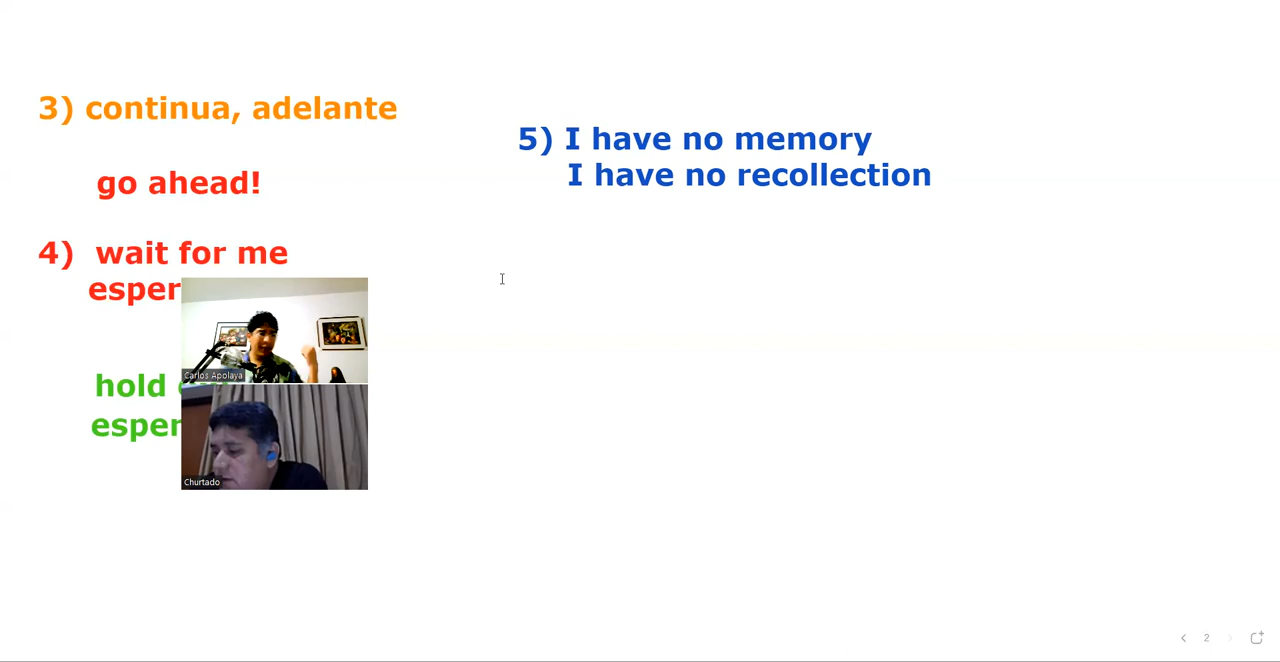 3) continua, adelante
go ahead!
4) wait for me
esper
hold
esper
5) I have no memory
I have no recollection
Carlos Apolaya
Churtado
2